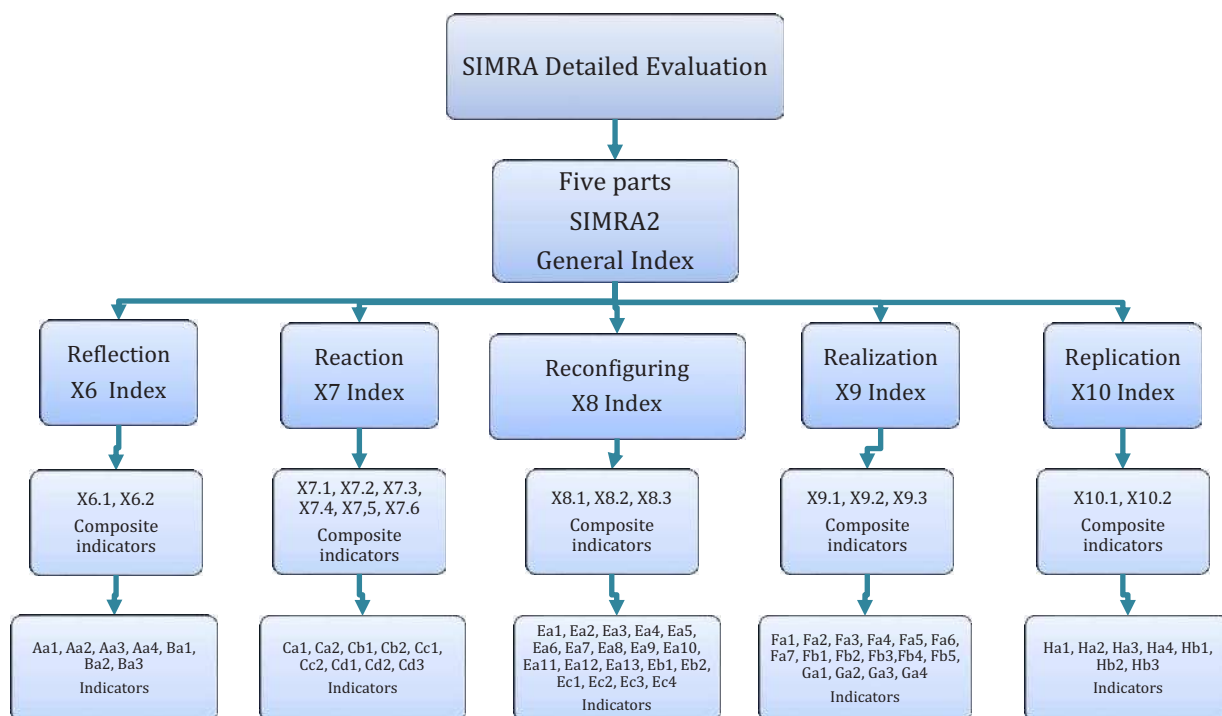 SIMRA Detailed Evaluation
Five parts
SIMRA2
General Index
Reflection
X6 Index
Reaction
X7 Index
Reconfiguring
X8 Index
Realization
X9 Index
Replication
X10 Index
X6.1, X6.2
Composite
indicators
X7.1, X7.2, X7.3,
X7.4, X7,5, X7.6
Composite
indicators
X8.1, X8.2, X8.3
Composite
indicators
X9.1, X9.2, X9.3
Composite
indicators
X10.1, X10.2
Composite
indicators
Aa1, Aa2, Aa3, Aa4, Ba1,
Ba2, Ba3
Indicators
Ca1, Ca2, Cb1, Cb2, Cc1,
Cc2, Cd1, Cd2, Cd3
Indicators
Ea1, Ea2, Ea3, Ea4, Ea5,
Ea6, Ea7, Ea8, Ea9, Ea10,
Ea11, Ea12, Ea13, Eb1, Eb2,
Ec1, Ec2, Ec3, Ec4
Indicators
Fa1, Fa2, Fa3, Fa4, Fa5, Fa6,
Fa7, Fb1, Fb2, Fb3,Fb4, Fb5,
Ga1, Ga2, Ga3, Ga4
Indicators
Ha1, Ha2, Ha3, Ha4, Hb1,
Hb2, Hb3
Indicators